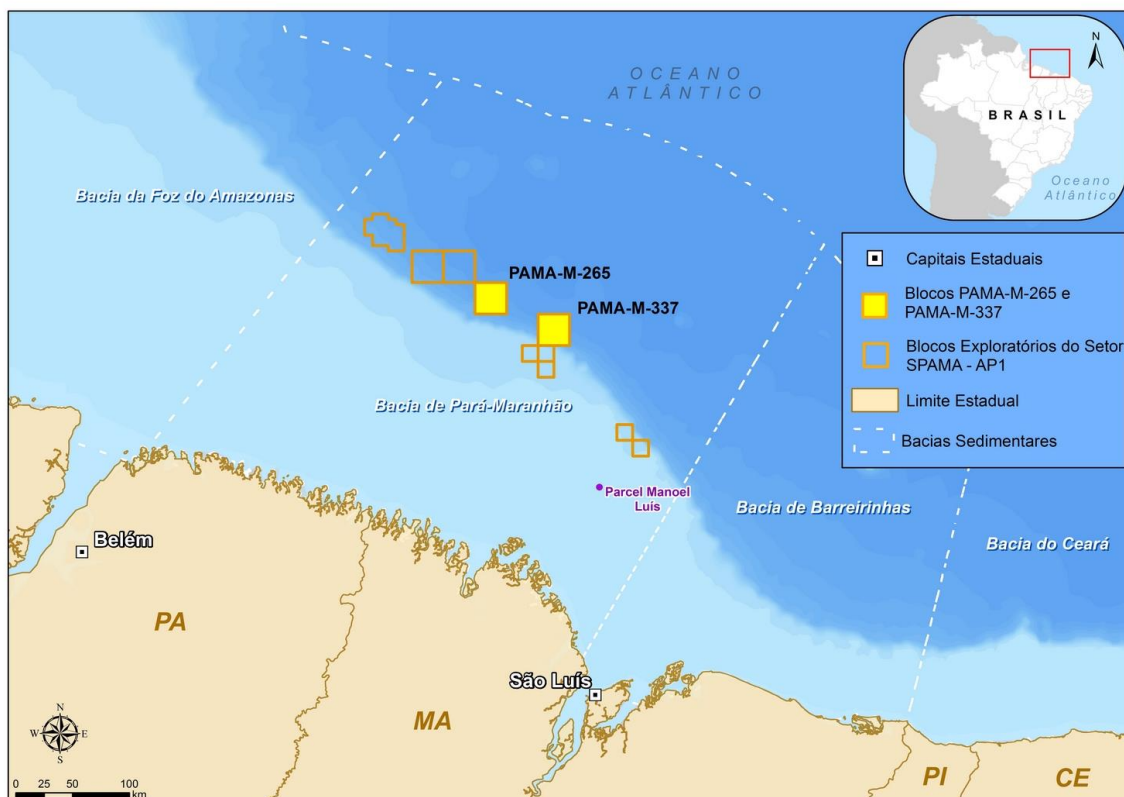 OCEANO
ATLÂNTICO
N
BRASIL
Oceano
Atlântico
Bacia da Foz do Amazonas
PAMA-M-265
PAMA-M-337
Bacia de Pará-Maranhão
Capitais Estaduais
Blocos PAMA-M-265 e
PAMA-M-337
Blocos Exploratórios do Setor
SPAMA - AP1
Limite Estadual
Bacias Sedimentares
Parcel Manoel
Luís
Bacia de Barreirinhas
Bacia do Ceará
Belém
PA
São Luís
MA
PI
CE
N
W
E
S
0 25 50 100
km